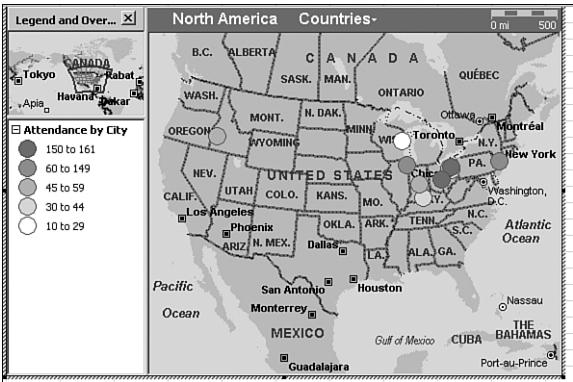 Legend and Over...
Tokyo
CANADA
Rabat
Havana
Dakar
Apia
Attendance by City
150 to 161
60 to 149
45 to 59
30 to 44
10 to 29
North America Countries
0 mi 500
B.C. ALBERTA CANADA
SASK. MAN. QUÉBEC
ONTARIO
WASH. Ottawa
MONT. N. DAK. MINN. Toronto Montréal
OREGON WIS. N.Y.
WYOMING PA. New York
NEV. UNITED STATES Chic
UTAH COLO. KANS. MO. Y. Washington, D.C.
CALIF. N.C.
Los Angeles OKLA. ARK. TENN. S.C. Atlantic Ocean
Phoenix
ARIZ. N. MEX. Dallas LA. ALA. GA.
San Antonio Houston
Pacific Ocean
Monterrey Nassau
MEXICO Gulf of Mexico CUBA THE BAHAMAS
Guadalajara Port-au-Prince